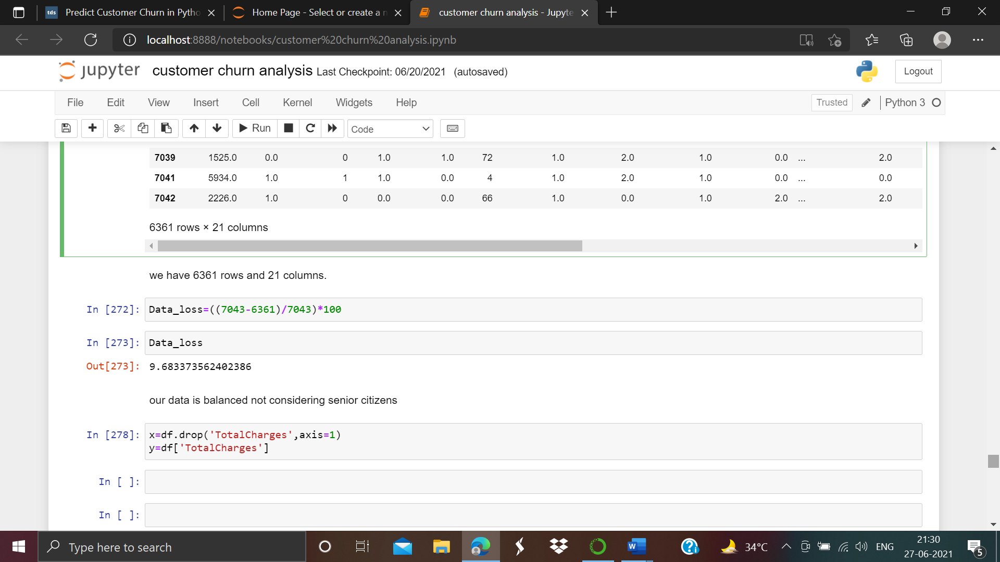 tds Predict Customer Churn in Pytho
Home Page - Select or create a n
customer churn analysis - Jupyte
localhost:8888/notebooks/customer%20churn%20analysis.ipynb
jupyter customer churn analysis Last Checkpoint: 06/20/2021 (autosaved)
Logout
File Edit View Insert Cell Kernel Widgets Help
Trusted Python 3
Run Code
7039 1525.0 0.0 0 1.0 1.0 72 1.0 2.0 1.0 0.0 ... 2.0
7041 5934.0 1.0 1 1.0 0.0 4 1.0 2.0 1.0 0.0 ... 0.0
7042 2226.0 1.0 0 0.0 0.0 66 1.0 0.0 1.0 2.0 ... 2.0
6361 rows × 21 columns
we have 6361 rows and 21 columns.
In [272]: Data_loss=((7043-6361)/7043)*100
In [273]: Data_loss
Out[273]: 9.683373562402386
our data is balanced not considering senior citizens
In [278]: x=df.drop('TotalCharges',axis=1)
y=df['TotalCharges']
In [ ]:
In [ ]:
Type here to search
W
34°C
ENG
21:30
27-06-2021
5